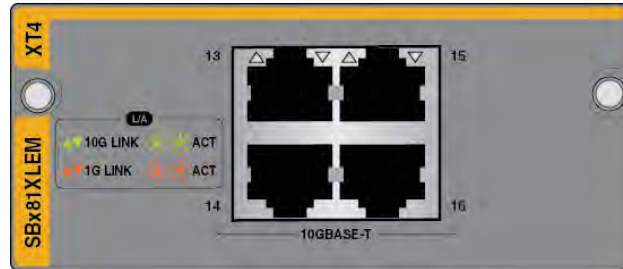 XT4
SBx81XLEM
L/A
10G LINK ACT
1G LINK ACT
13
15
14
16
10GBASE-T